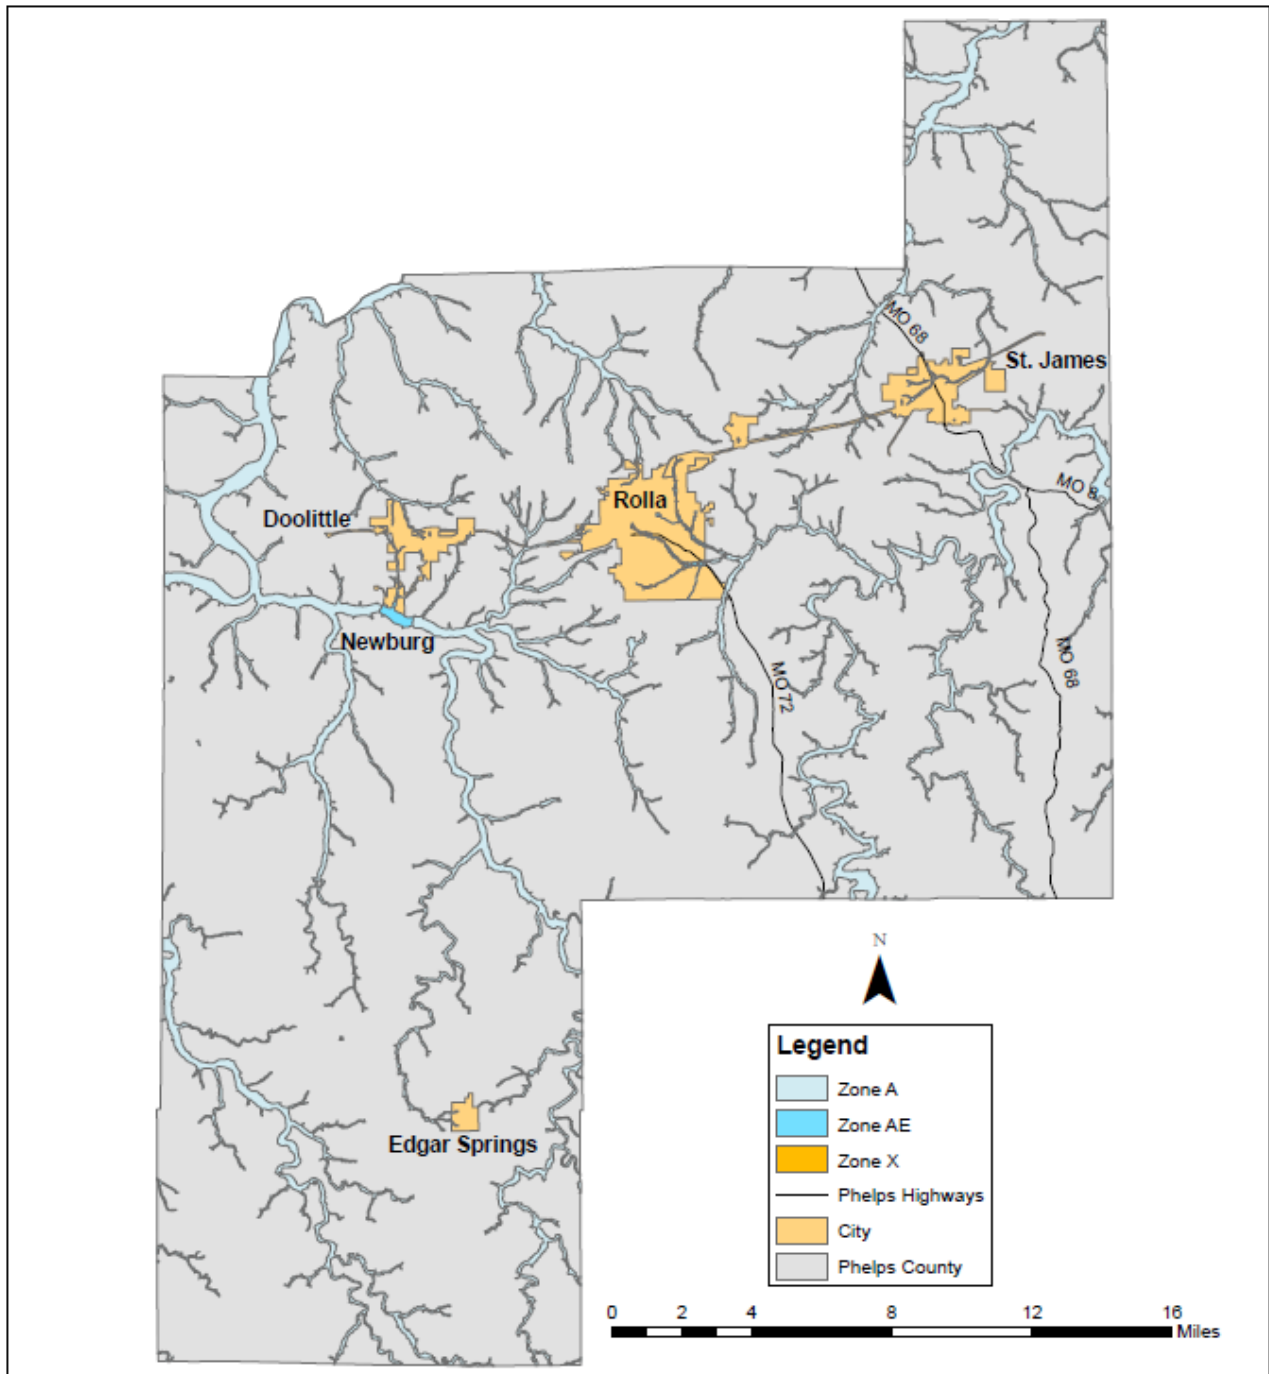 MO 68
St. James
MO 8
Rolla
Doolittle
Newburg
MO 72
MO 68
N
Edgar Springs
Legend
Zone A
Zone AE
Zone X
Phelps Highways
City
Phelps County
0 2 4 8 12 16
Miles